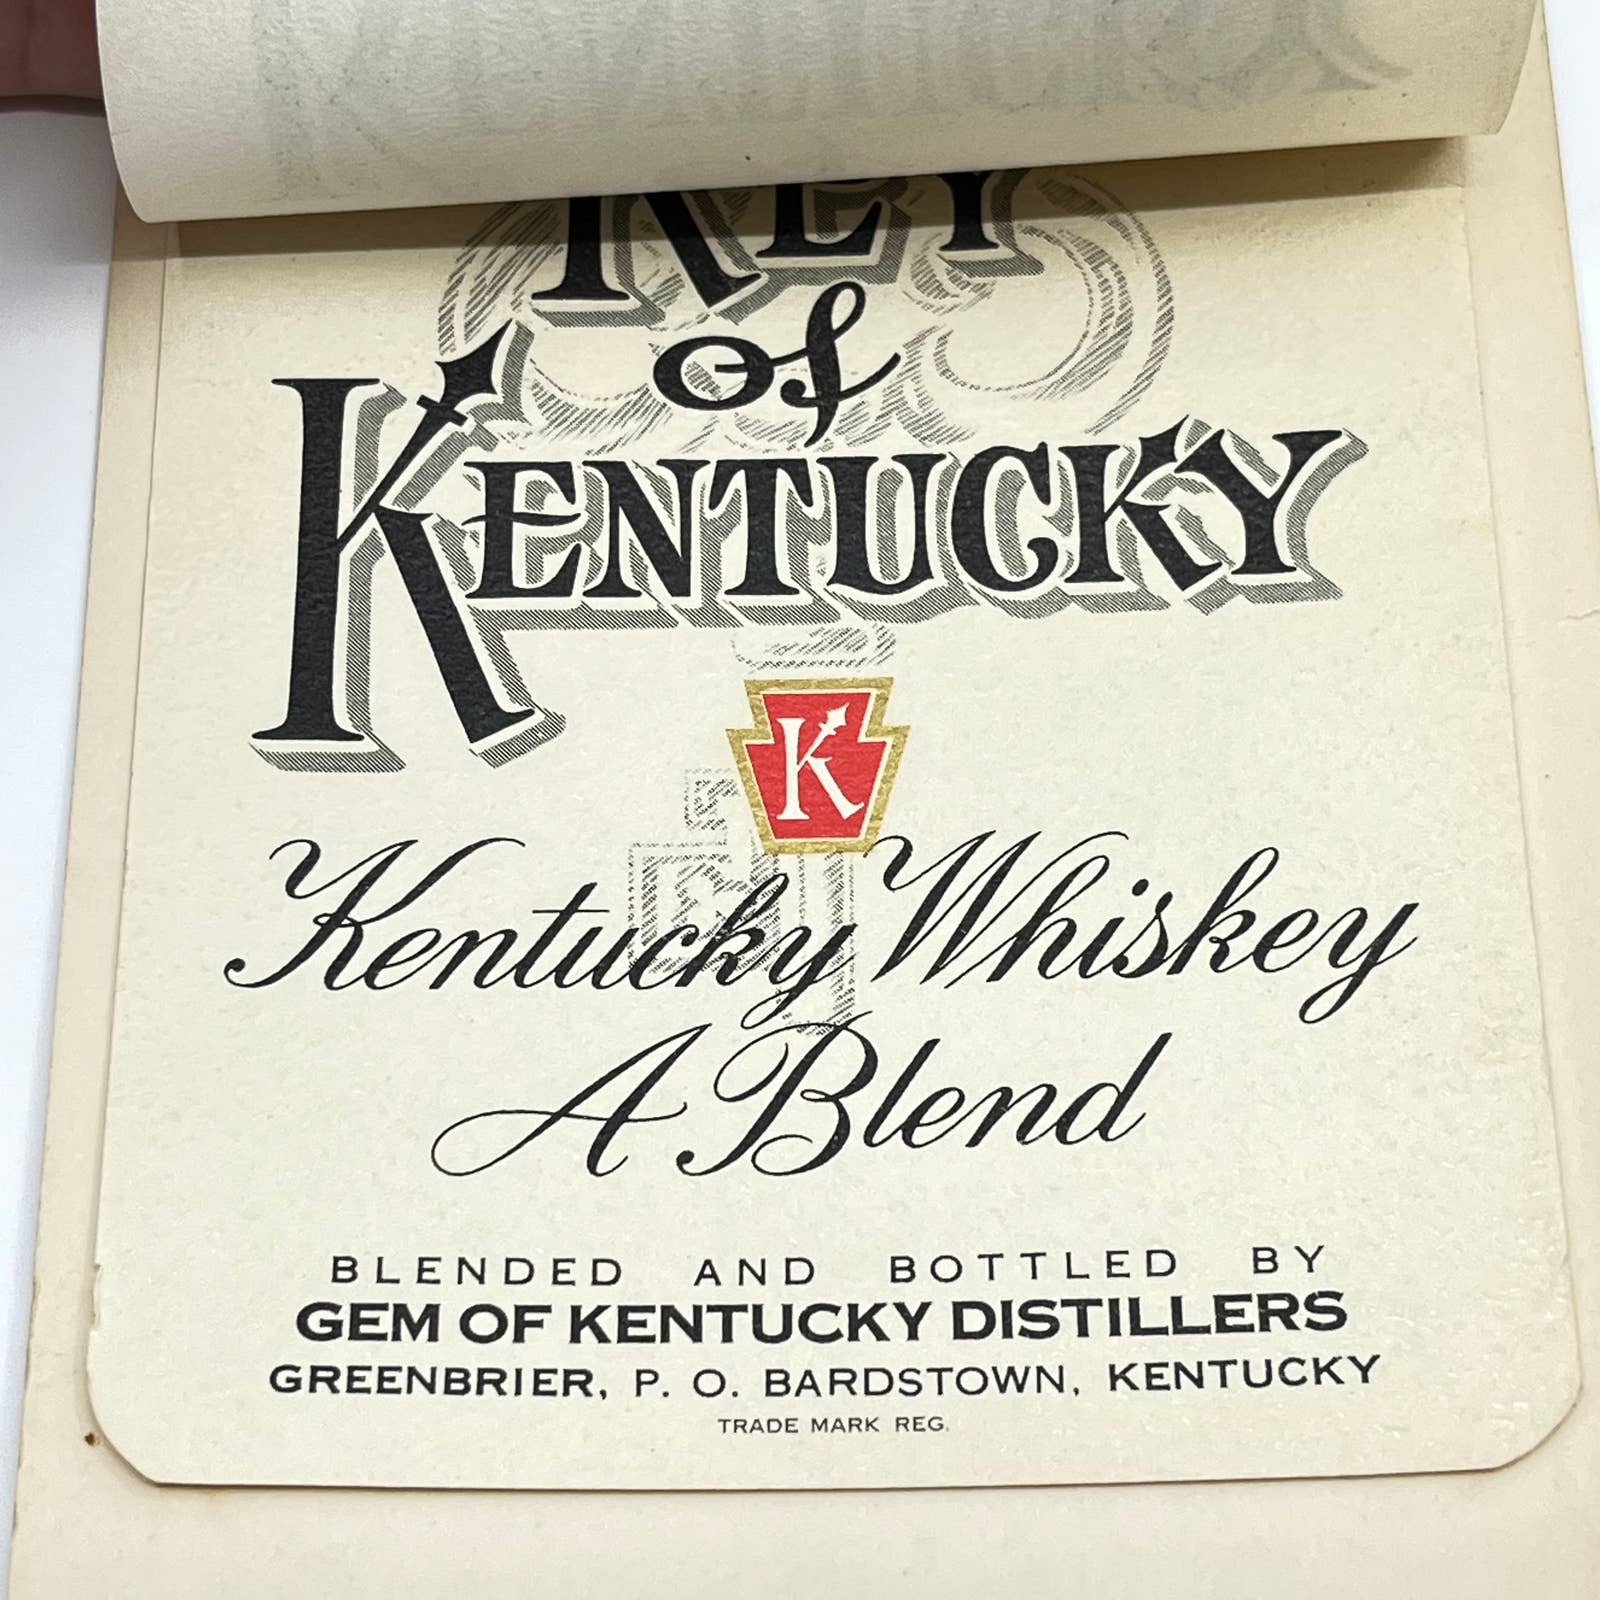 KEY
of
KENTUCKY
K
Kentucky Whiskey
A Blend
BLENDED AND BOTTLED BY
GEM OF KENTUCKY DISTILLERS
GREENBRIER, P. O. BARDSTOWN, KENTUCKY
TRADE MARK REG.